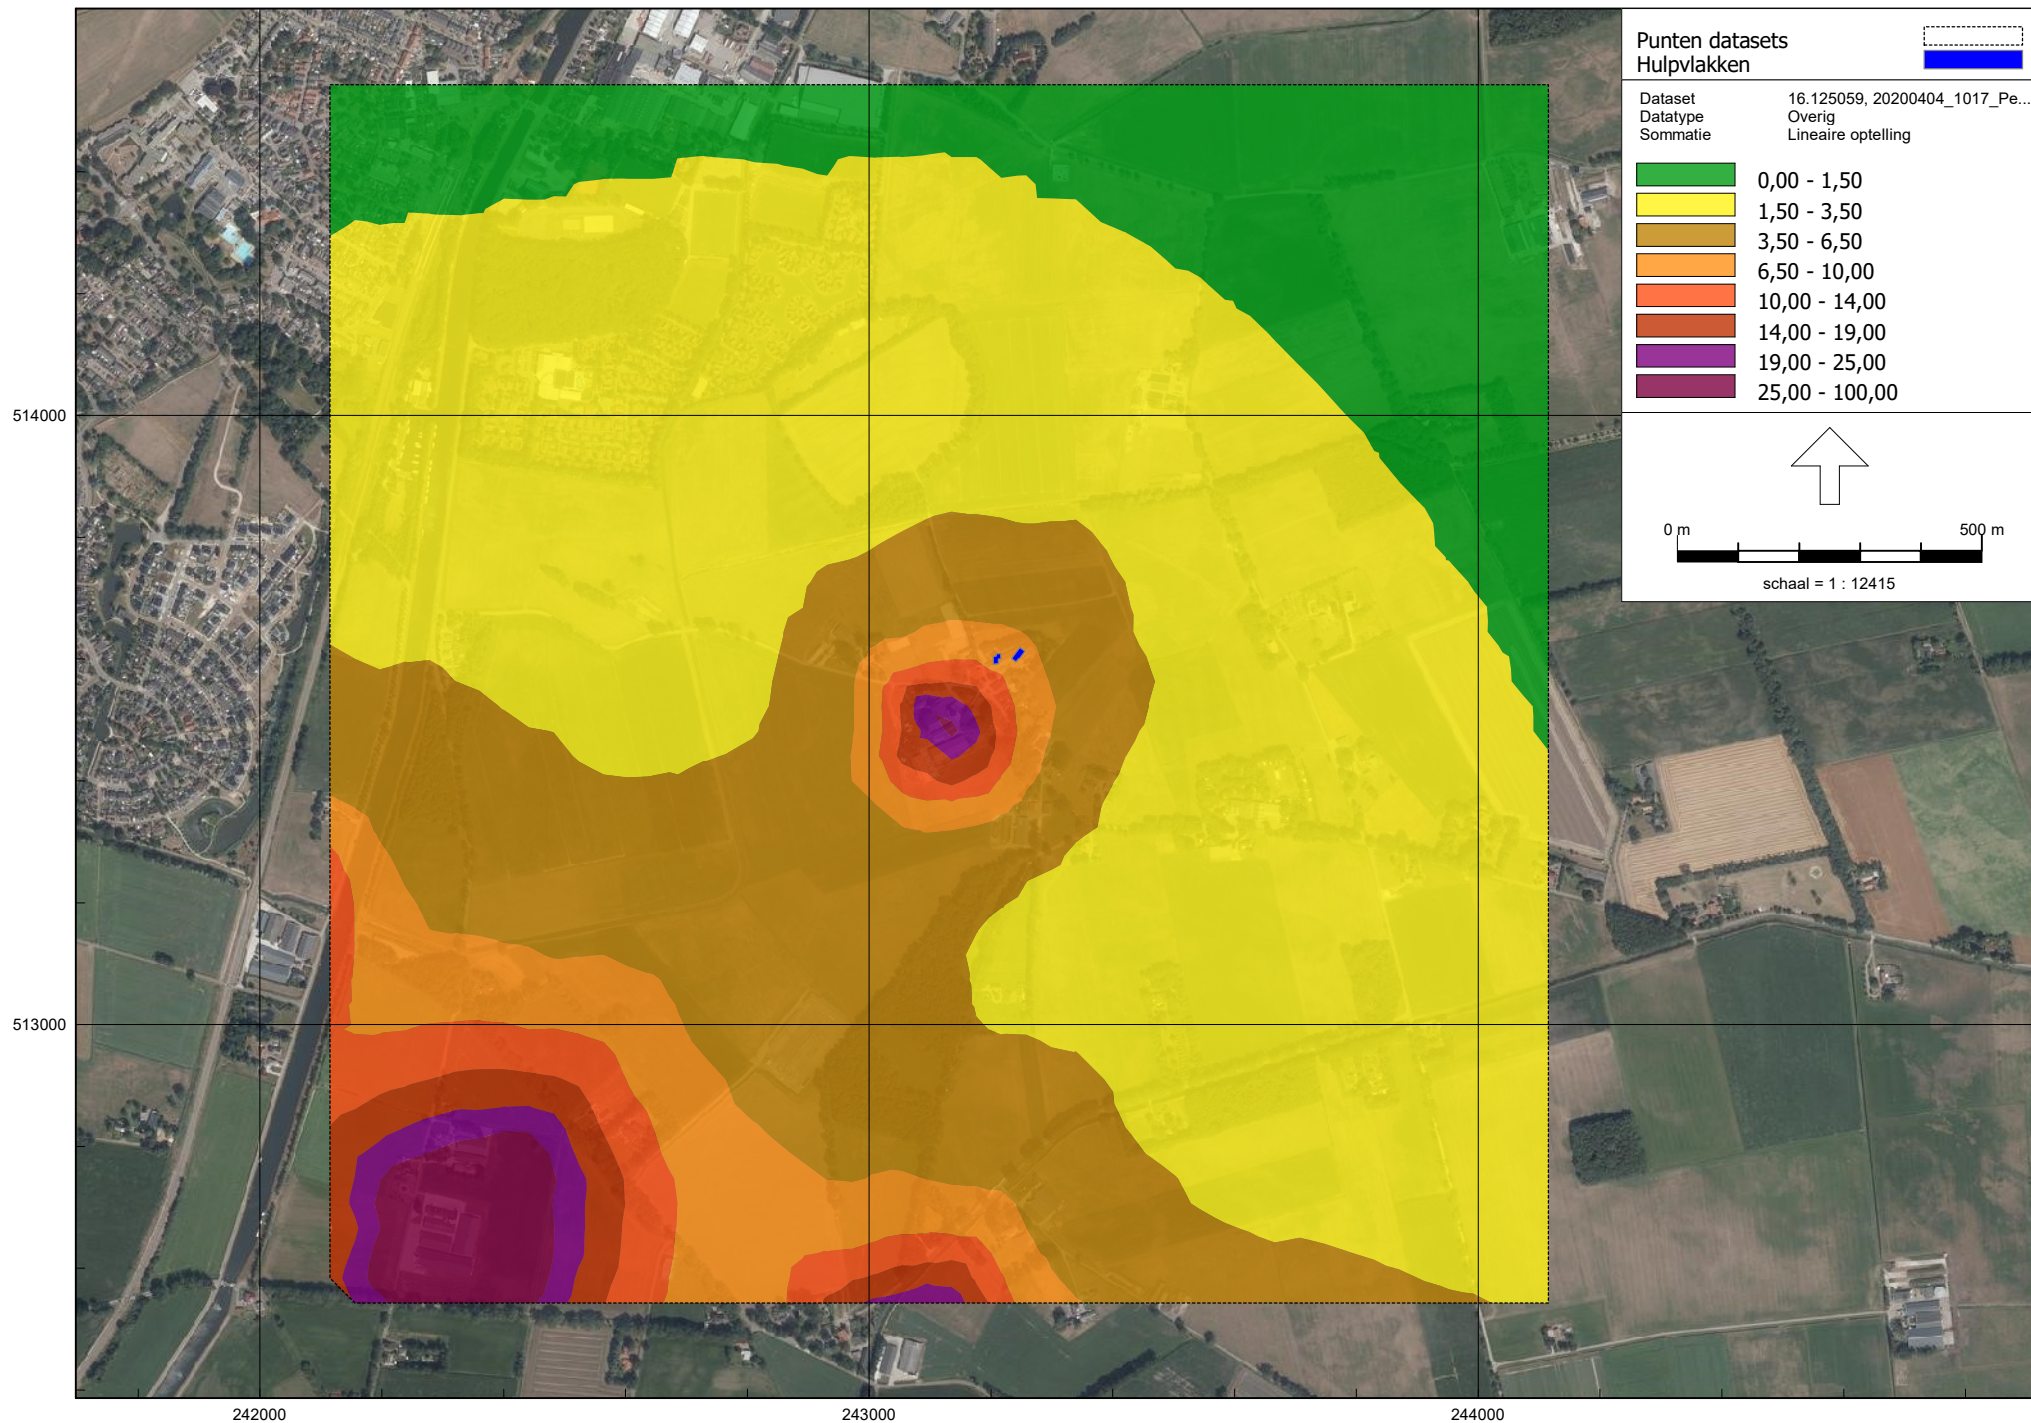 Punten datasets
Hulpvlakken
Dataset 16.125059, 20200404_1017_Pe...
Datatype Overig
Sommatie Lineaire optelling
0,00 - 1,50
1,50 - 3,50
3,50 - 6,50
6,50 - 10,00
10,00 - 14,00
14,00 - 19,00
19,00 - 25,00
25,00 - 100,00
0 m 500 m
schaal = 1 : 12415
514000
513000
242000 243000 244000